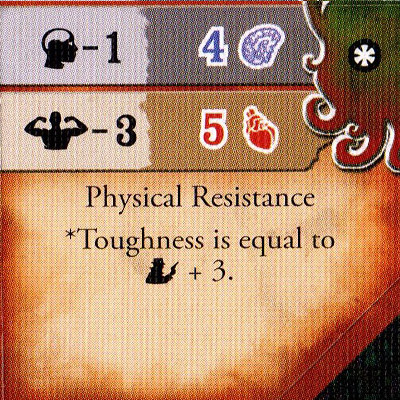 -1 4 *
-3 5
Physical Resistance
*Toughness is equal to
+ 3.